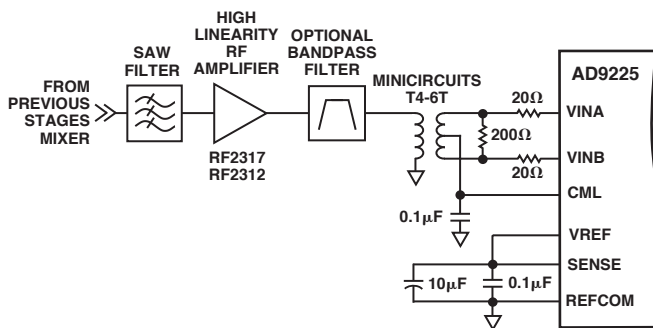 FROM
PREVIOUS
STAGES
MIXER
SAW
FILTER
HIGH
LINEARITY
RF
AMPLIFIER
RF2317
RF2312
OPTIONAL
BANDPASS
FILTER
MINICIRCUITS
T4-6T
20Ω
200Ω
20Ω
0.1µF
10µF
0.1µF
AD9225
VINA
VINB
CML
VREF
SENSE
REFCOM